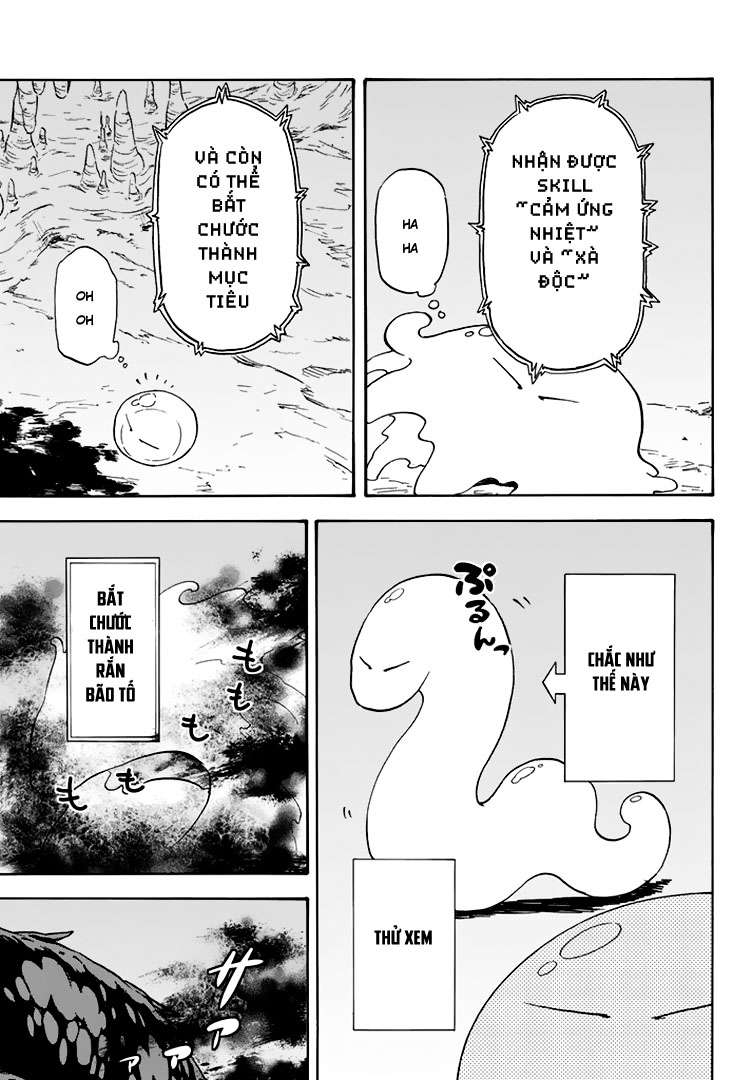 NHẬN ĐƯỢC
SKILL
“CẢM ỨNG
NHIỆT”
VÀ “XÀ
ĐỘC”
HA
HA
VÀ CÒN
CÓ THỂ
BẮT
CHƯỚC
THÀNH
MỤC
TIÊU
OH
OH
CHẮC NHƯ
THẾ NÀY
ぷるんっ
THỬ XEM
BẮT
CHƯỚC
THÀNH
RẮN
BÃO TỐ
もももも
サァァァ